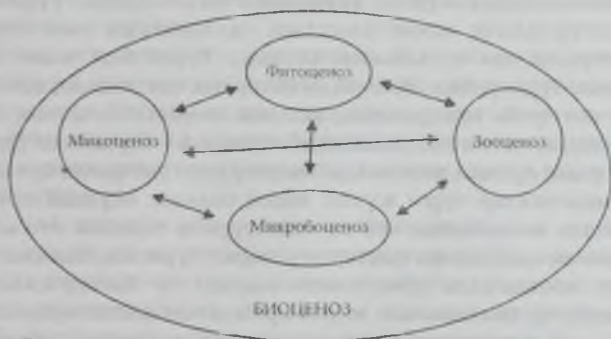 Фитоценоз
Микоценоз
Зооценоз
Микробоценоз
БИОЦЕНОЗ